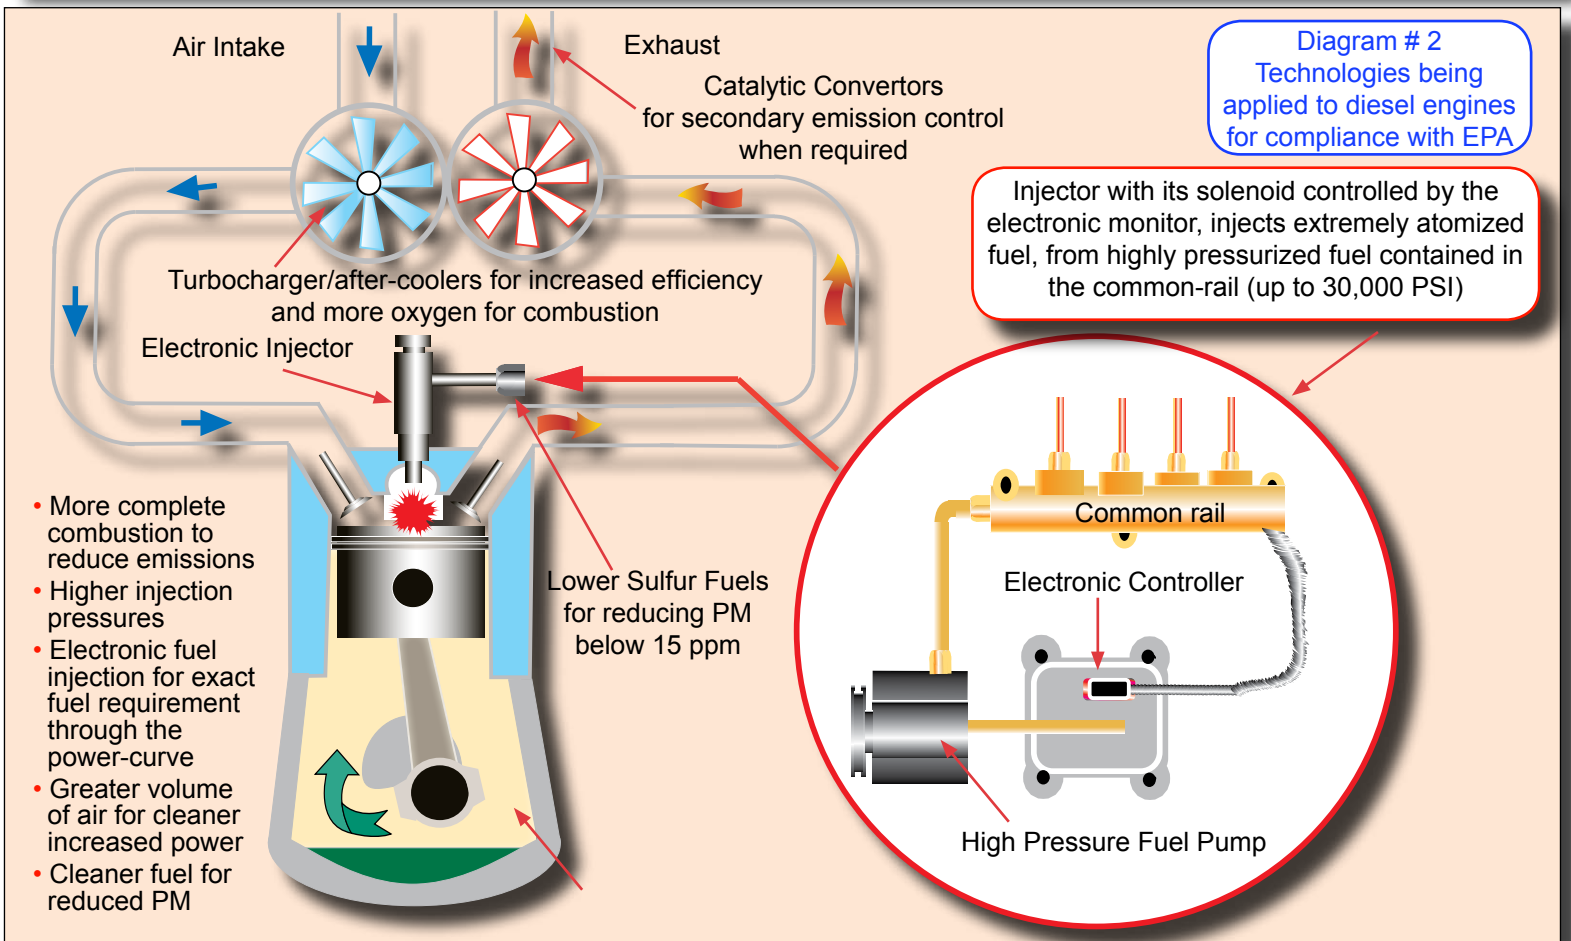 Air Intake
Exhaust
Catalytic Convertors
for secondary emission control
when required
Diagram # 2
Technologies being
applied to diesel engines
for compliance with EPA
Injector with its solenoid controlled by the
electronic monitor, injects extremely atomized
fuel, from highly pressurized fuel contained in
the common-rail (up to 30,000 PSI)
Turbocharger/after-coolers for increased efficiency
and more oxygen for combustion
Electronic Injector
• More complete
combustion to
reduce emissions
• Higher injection
pressures
• Electronic fuel
injection for exact
fuel requirement
through the
power-curve
• Greater volume
of air for cleaner
increased power
• Cleaner fuel for
reduced PM
Lower Sulfur Fuels
for reducing PM
below 15 ppm
Common rail
Electronic Controller
High Pressure Fuel Pump